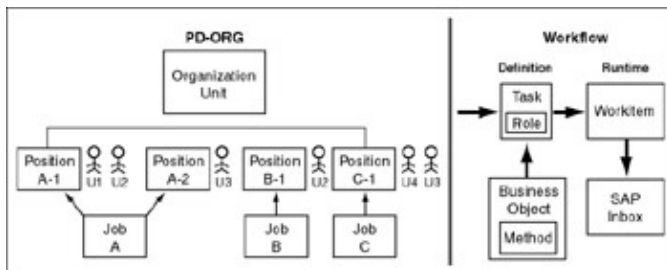 PD-ORG
Organization
Unit
Position
A-1
U1 U2
Position
A-2
U3
Position
B-1
U2
Position
C-1
U4 U3
Job
A
Job
B
Job
C
Workflow
Definition
Runtime
Task
Role
WorkItem
Business
Object
Method
SAP
Inbox